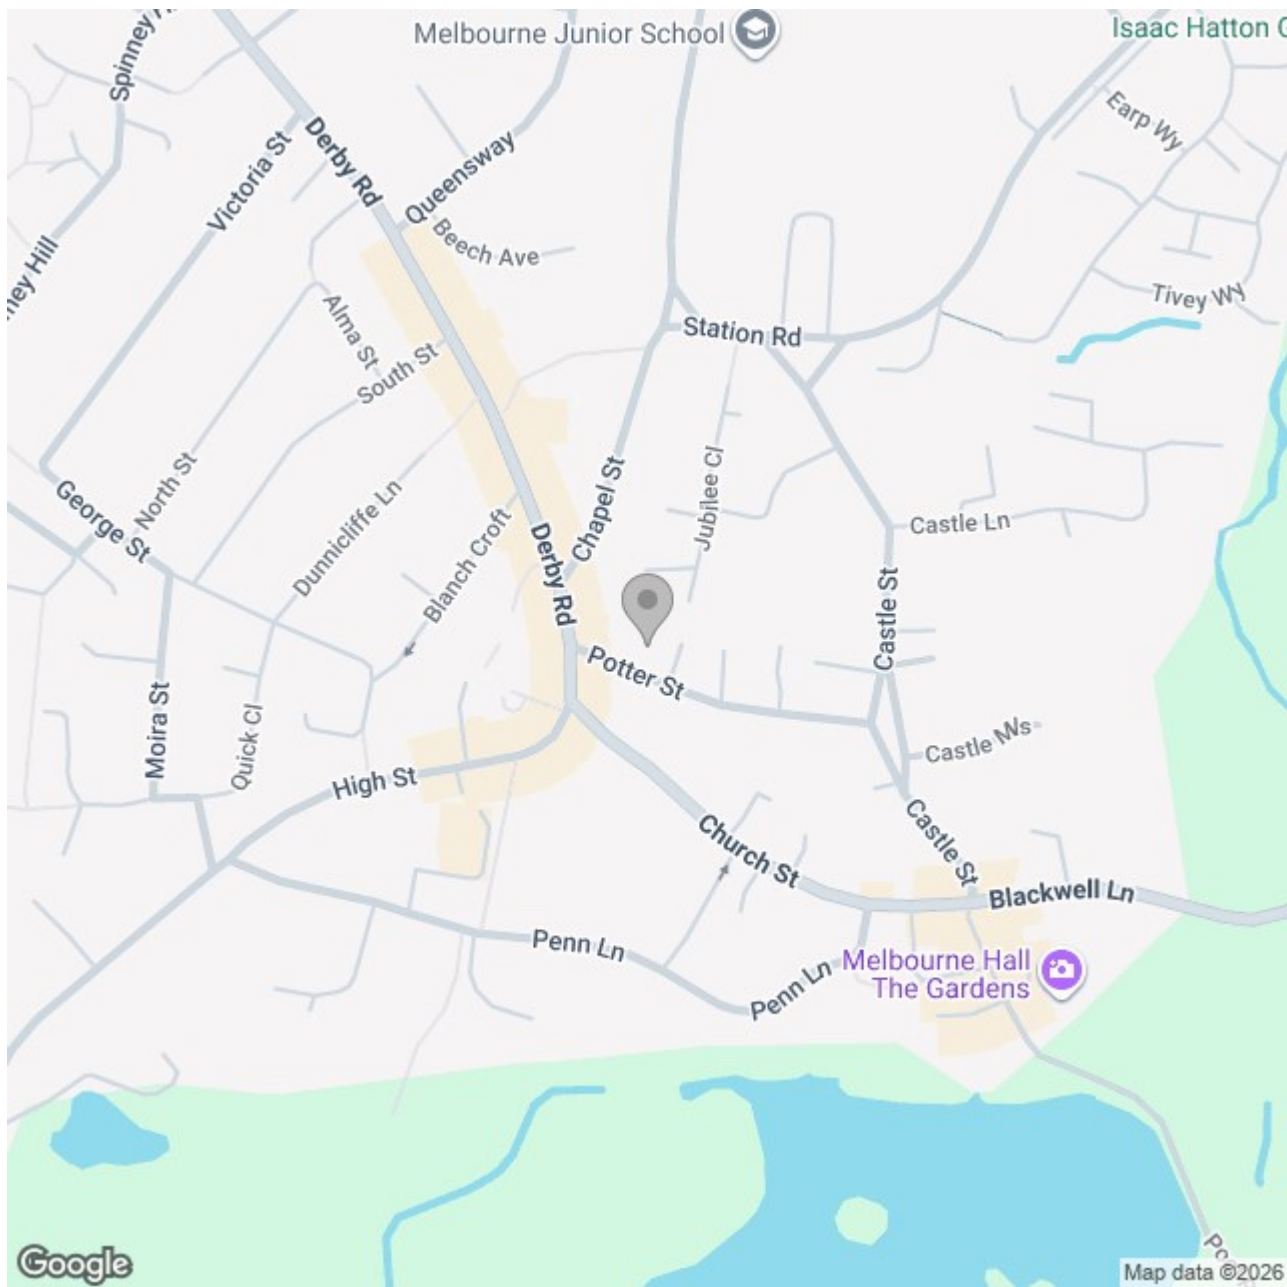 Melbourne Junior School
Isaac Hatton
Spinney
Earp Wy
Derby Rd
Victoria St
Queensway
Beech Ave
ney Hill
Tivey Wy
Alma St
Station Rd
South St
Chapel St
Jubilee Cl
North St
George St
Dunnicliffe Ln
Blanch Croft
Castle Ln
Derby Rd
Castle St
Potter St
Moira St
Quick Cl
Castle Ms
High St
Church St
Castle St
Blackwell Ln
Penn Ln
Penn Ln
Melbourne Hall
The Gardens
Google
Map data ©2026